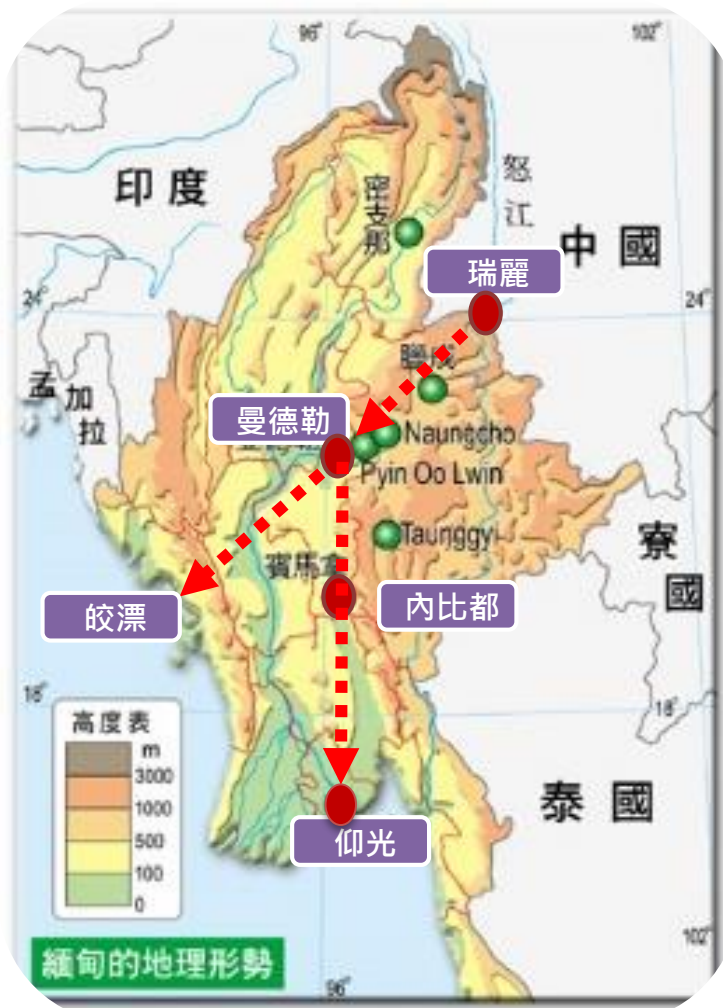 96°
102°
印度
密支那
怒江
中國
瑞麗
24°
24°
臘戌
孟加拉
曼德勒
Naungcho
Pyin Oo Lwin
Taunggyi
寮國
賓馬
內比都
皎漂
18°
18°
高度表
m
3000
1000
500
100
0
泰國
仰光
102°
緬甸的地理形勢
96°